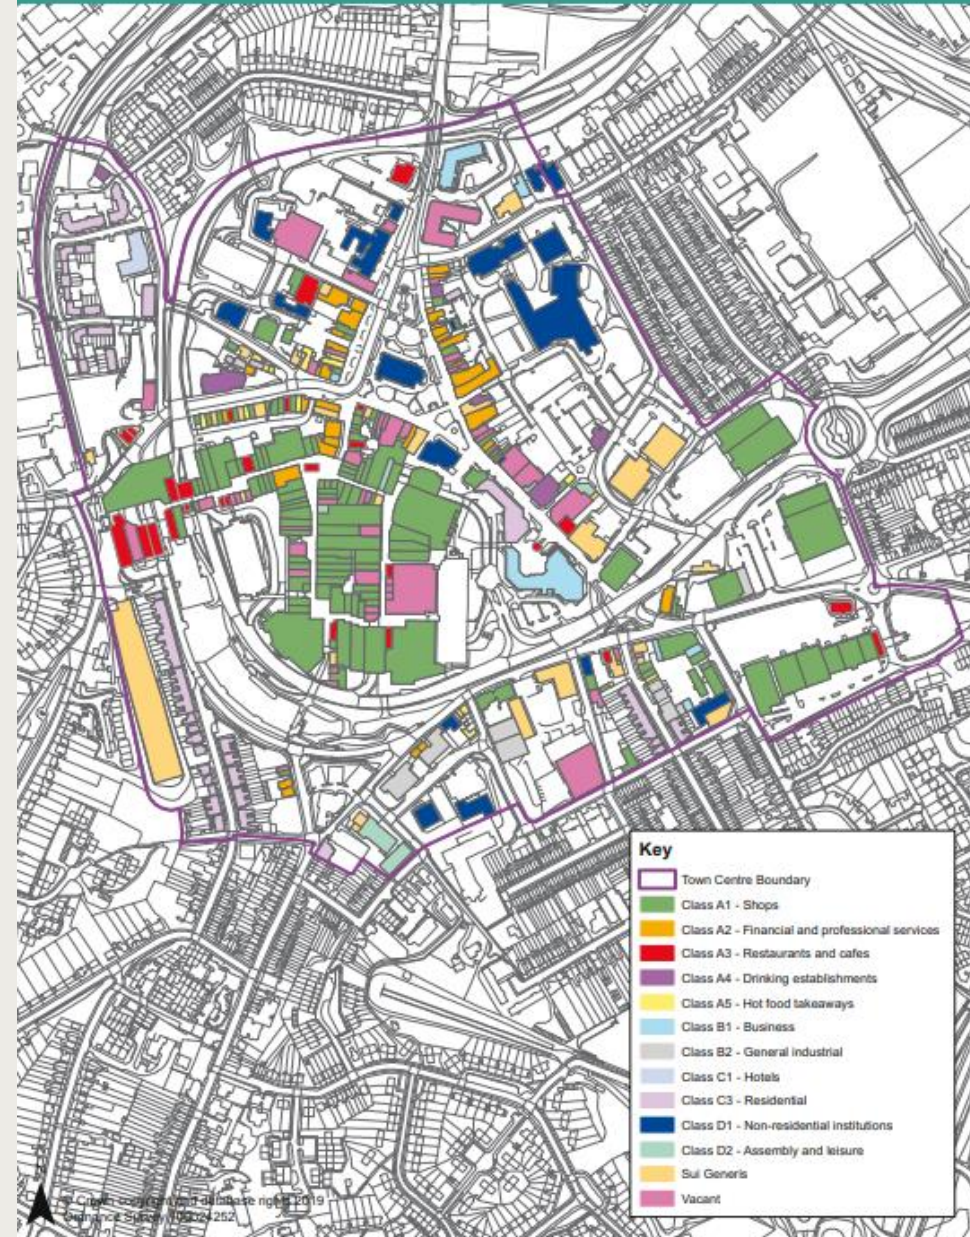 Key
Town Centre Boundary
Class A1 - Shops
Class A2 - Financial and professional services
Class A3 - Restaurants and cafes
Class A4 - Drinking establishments
Class A5 - Hot food takeaways
Class B1 - Business
Class B2 - General industrial
Class C1 - Hotels
Class C3 - Residential
Class D1 - Non-residential institutions
Class D2 - Assembly and leisure
Sui Generis
Vacant
© Crown copyright and database rights 2019
Ordnance Survey 100024252